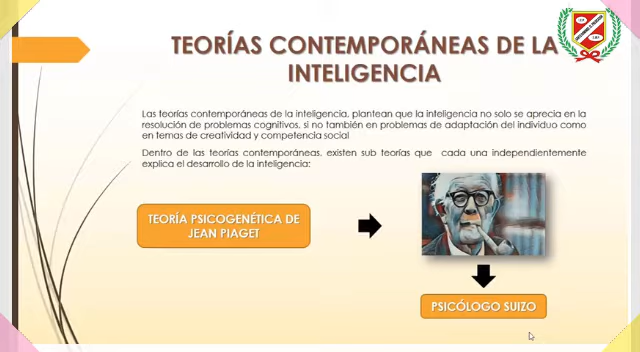 TEORÍAS CONTEMPORÁNEAS DE LA
INTELIGENCIA
Las teorías contemporáneas de la inteligencia, plantean que la inteligencia no solo se aprecia en la
resolución de problemas cognitivos, si no también en problemas de adaptación del individuo como
en temas de creatividad y competencia social
Dentro de las teorías contemporáneas, existen sub teorías que cada una independientemente
explica el desarrollo de la inteligencia:
TEORÍA PSICOGENÉTICA DE
JEAN PIAGET
PSICÓLOGO SUIZO